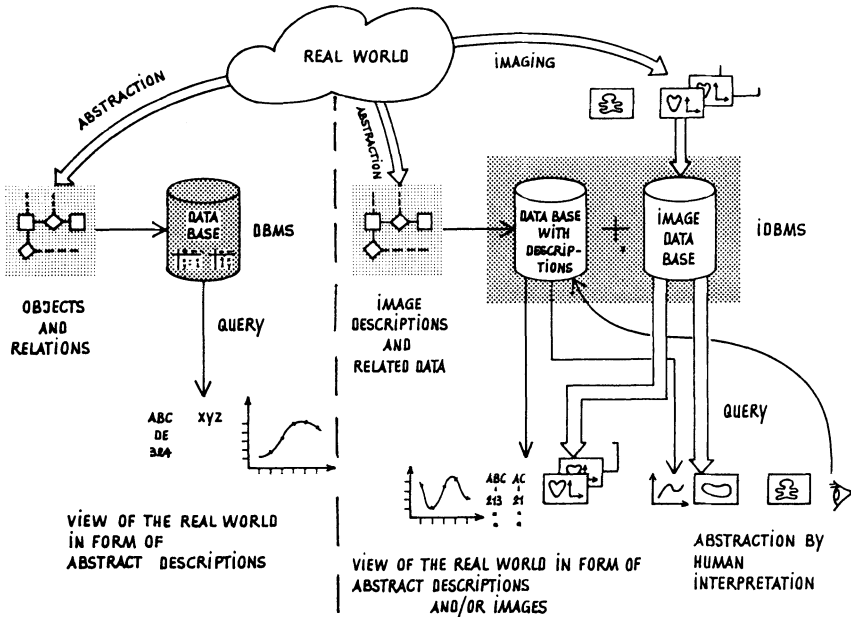 REAL WORLD
IMAGING
ABSTRACTION
ABSTRACTION
DATA
BASE
DBMS
DATA BASE
WITH
DESCRIP-
TIONS
+
IMAGE
DATA
BASE
iDBMS
OBJECTS
AND
RELATIONS
QUERY
IMAGE
DESCRIPTIONS
AND
RELATED DATA
ABC
DE
324
XYZ
QUERY
ABC AC
213 21
VIEW OF THE REAL WORLD
IN FORM OF
ABSTRACT DESCRIPTIONS
VIEW OF THE REAL WORLD IN FORM OF
ABSTRACT DESCRIPTIONS
AND/OR IMAGES
ABSTRACTION BY
HUMAN
INTERPRETATION